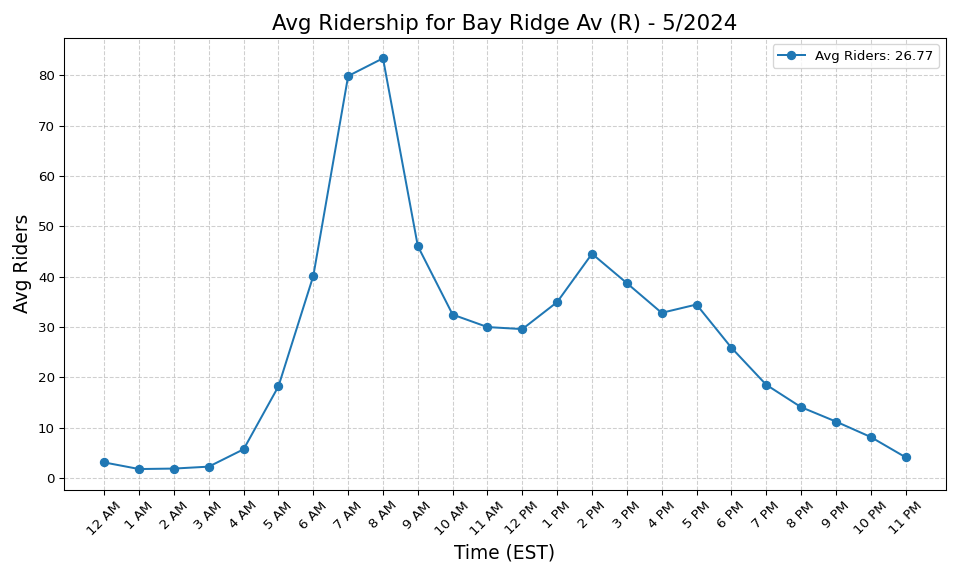 Avg Ridership for Bay Ridge Av (R) - 5/2024
Avg Riders: 26.77
Avg Riders
80
70
60
50
40
30
20
10
0
12 AM
1 AM
2 AM
3 AM
4 AM
5 AM
6 AM
7 AM
8 AM
9 AM
10 AM
11 AM
12 PM
1 PM
2 PM
3 PM
4 PM
5 PM
6 PM
7 PM
8 PM
9 PM
10 PM
11 PM
Time (EST)